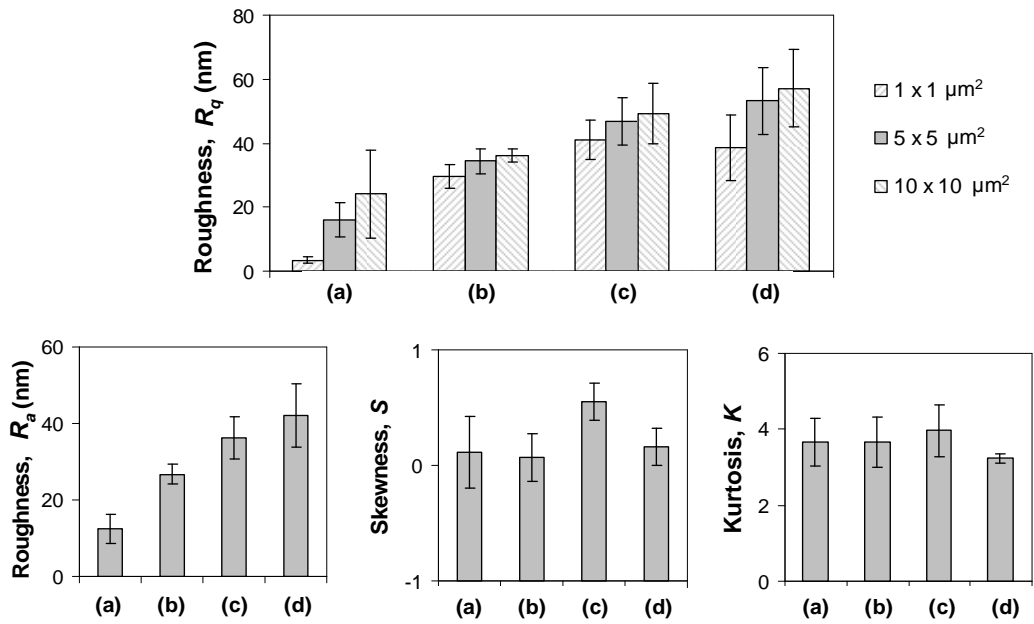 Roughness, Rq (nm)
80
60
40
20
0
(a) (b) (c) (d)
1 x 1 µm²
5 x 5 µm²
10 x 10 µm²
Roughness, Ra (nm)
60
40
20
0
(a) (b) (c) (d)
Skewness, S
1
0
-1
(a) (b) (c) (d)
Kurtosis, K
6
4
2
0
(a) (b) (c) (d)